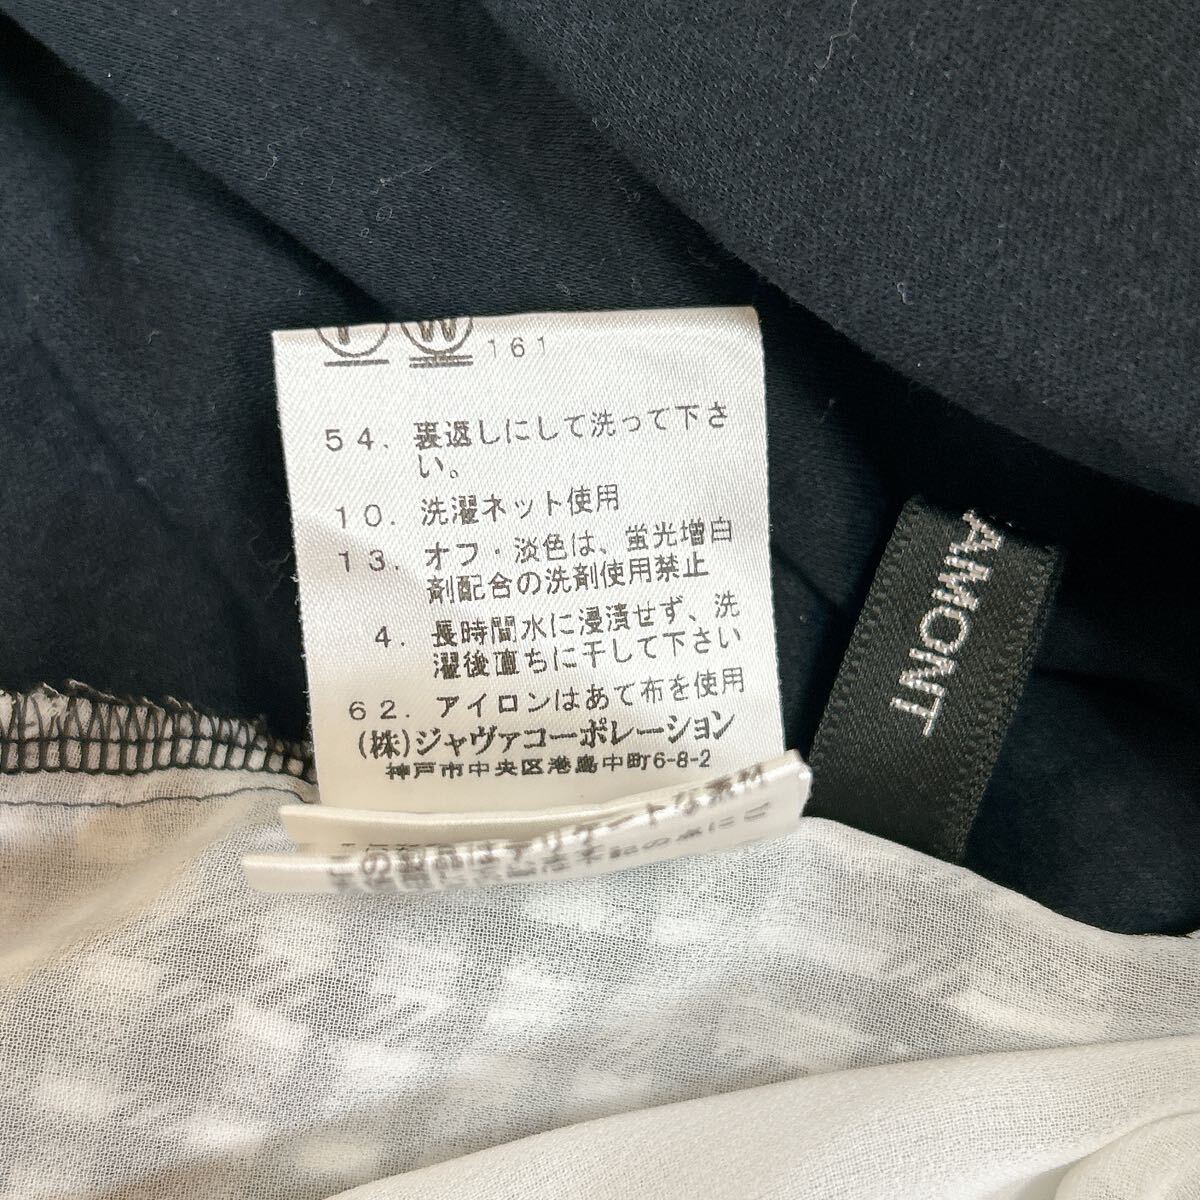 161
54. 裏返しにして洗って下さ
い。
10. 洗濯ネット使用
13. オフ・淡色は、蛍光増白
剤配合の洗剤使用禁止
4. 長時間水に浸漬せず、洗
濯後直ちに干して下さい
62. アイロンはあて布を使用
(株)ジャヴァコーポレーション
神戸市中央区港島中町6-8-2
AMONT